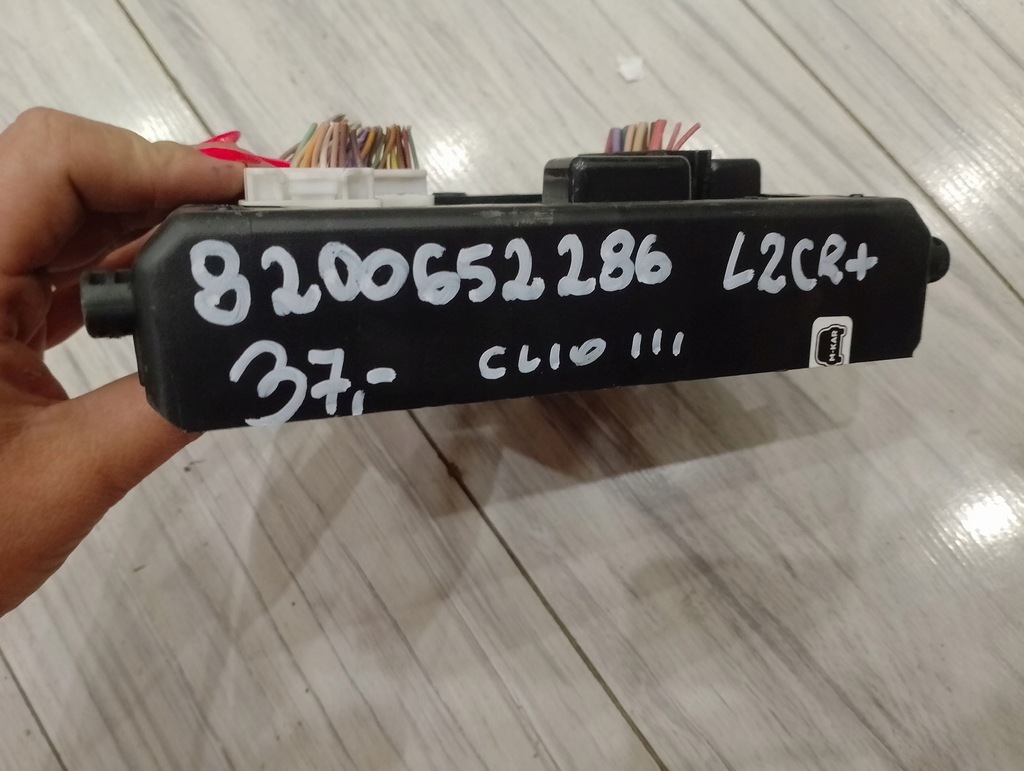 8200652286 L2CR+
37,- CLIO III
M-KAR